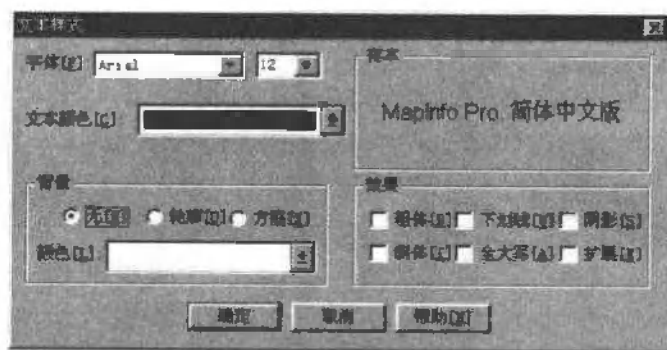 文本样式
字体[F] Arial 12
样本
文本颜色[C]
MapInfo Pro 简体中文版
背景
无[N] 轮廓[O] 方框
颜色[L]
效果
粗体[B] 下划线[U] 阴影[S]
斜体[I] 全大写[A] 扩展
确定 取消 帮助[H]